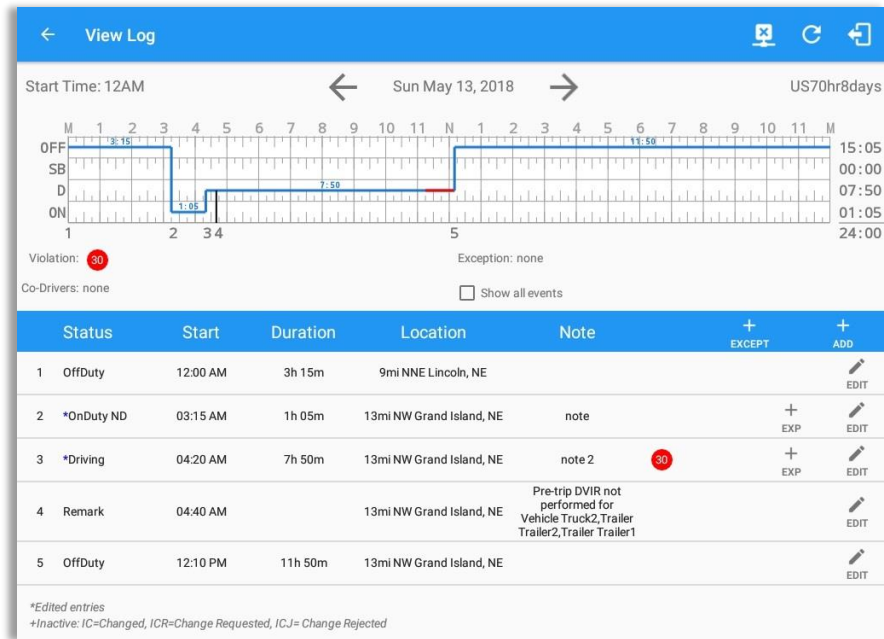 View Log
Start Time: 12AM
Sun May 13, 2018
US70hr8days
M 1 2 3 4 5 6 7 8 9 10 11 N 1 2 3 4 5 6 7 8 9 10 11 M
OFF 3:15 11:50 15:05
SB 00:00
D 7:50 07:50
ON 1:05 01:05
1 2 3 4 5 24:00
Violation: 30
Exception: none
Co-Drivers: none
Show all events
Status Start Duration Location Note + EXCEPT + ADD
1 OffDuty 12:00 AM 3h 15m 9mi NNE Lincoln, NE EDIT
2 *OnDuty ND 03:15 AM 1h 05m 13mi NW Grand Island, NE note + EXP EDIT
3 *Driving 04:20 AM 7h 50m 13mi NW Grand Island, NE note 2 30 + EXP EDIT
Pre-trip DVIR not
performed for
4 Remark 04:40 AM 13mi NW Grand Island, NE Vehicle Truck2,Trailer EDIT
Trailer2,Trailer Trailer1
5 OffDuty 12:10 PM 11h 50m 13mi NW Grand Island, NE EDIT
*Edited entries
+Inactive: IC=Changed, ICR=Change Requested, ICJ= Change Rejected